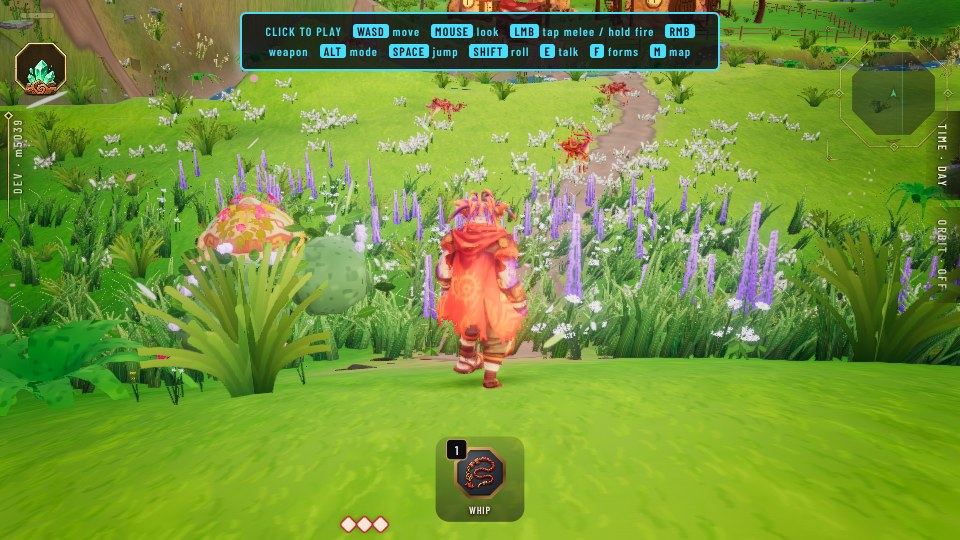 CLICK TO PLAY WASD move MOUSE look LMB tap melee / hold fire RMB
weapon ALT mode SPACE jump SHIFT roll E talk F forms M map
DEV · m5039
TIME · DAY
ORBIT · OFF
1
WHIP